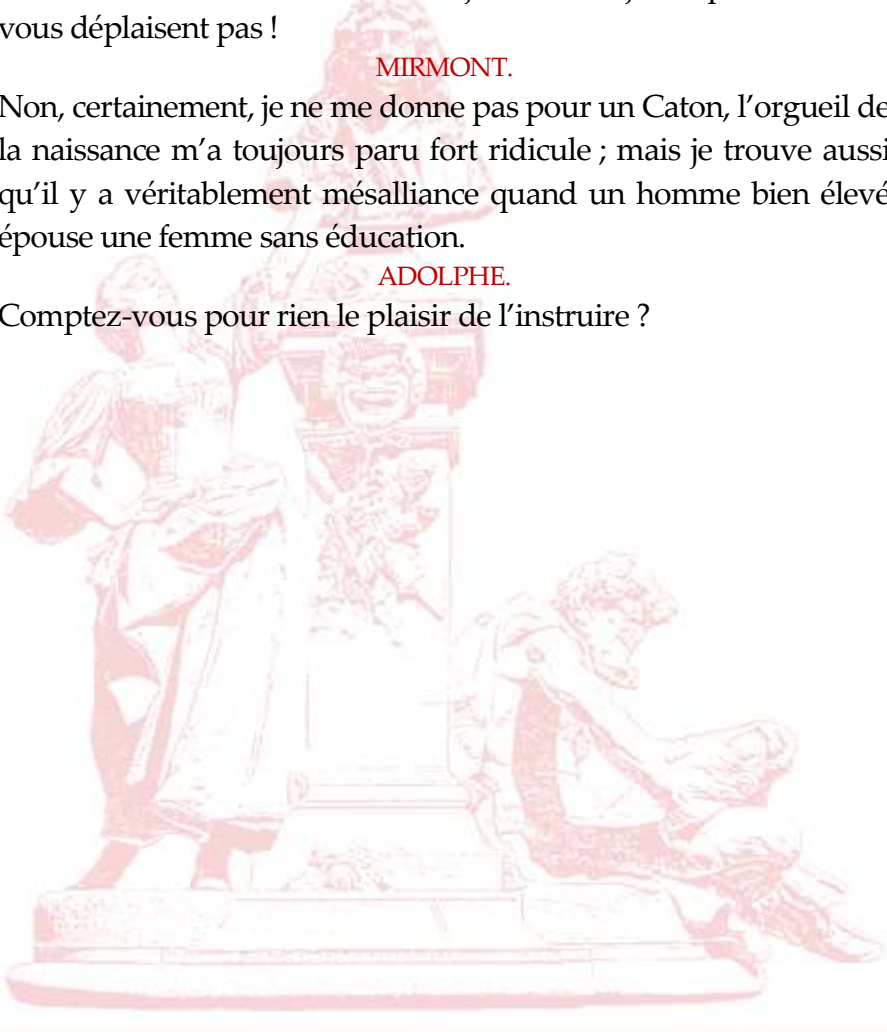 vous déplaisent pas !
MIRMONT.
Non, certainement, je ne me donne pas pour un Caton, l’orgueil de
la naissance m’a toujours paru fort ridicule ; mais je trouve aussi
qu’il y a véritablement mésalliance quand un homme bien élevé
épouse une femme sans éducation.
ADOLPHE.
Comptez-vous pour rien le plaisir de l’instruire ?